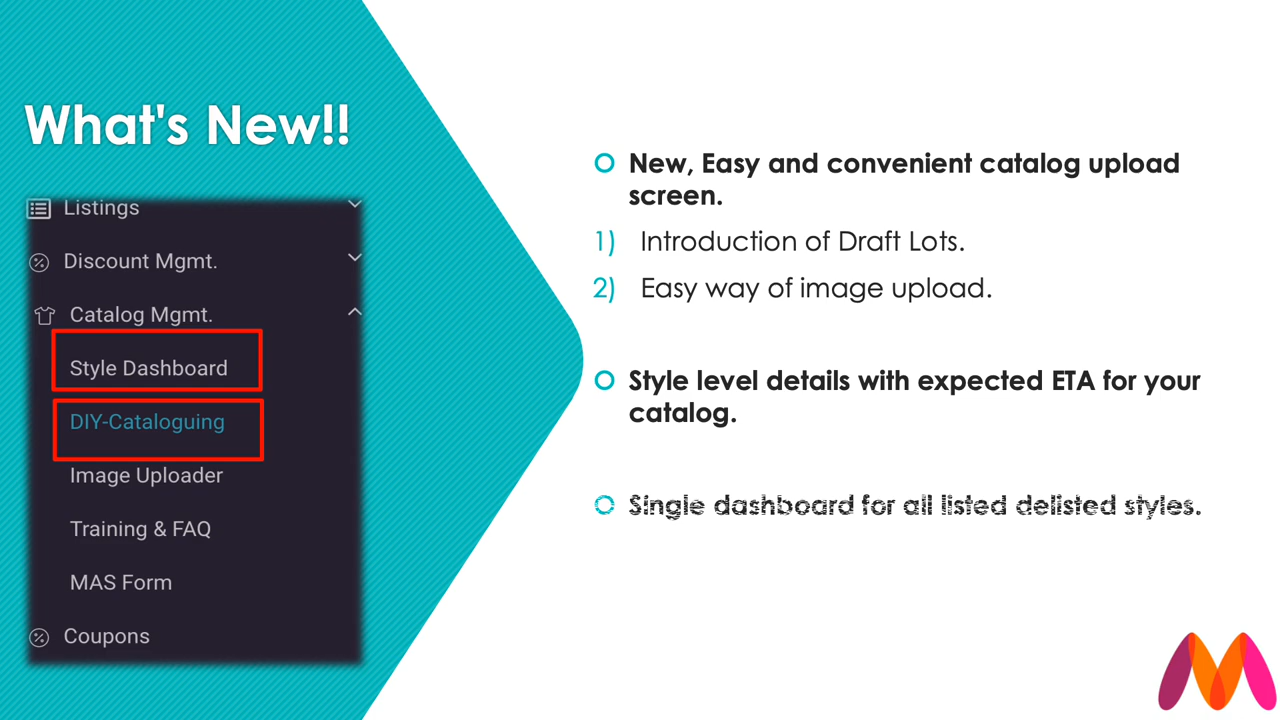 What's New!!
Listings
Discount Mgmt.
Catalog Mgmt.
Style Dashboard
DIY-Cataloguing
Image Uploader
Training & FAQ
MAS Form
Coupons
New, Easy and convenient catalog upload
screen.
1) Introduction of Draft Lots.
2) Easy way of image upload.
Style level details with expected ETA for your
catalog.
Single dashboard for all listed delisted styles.